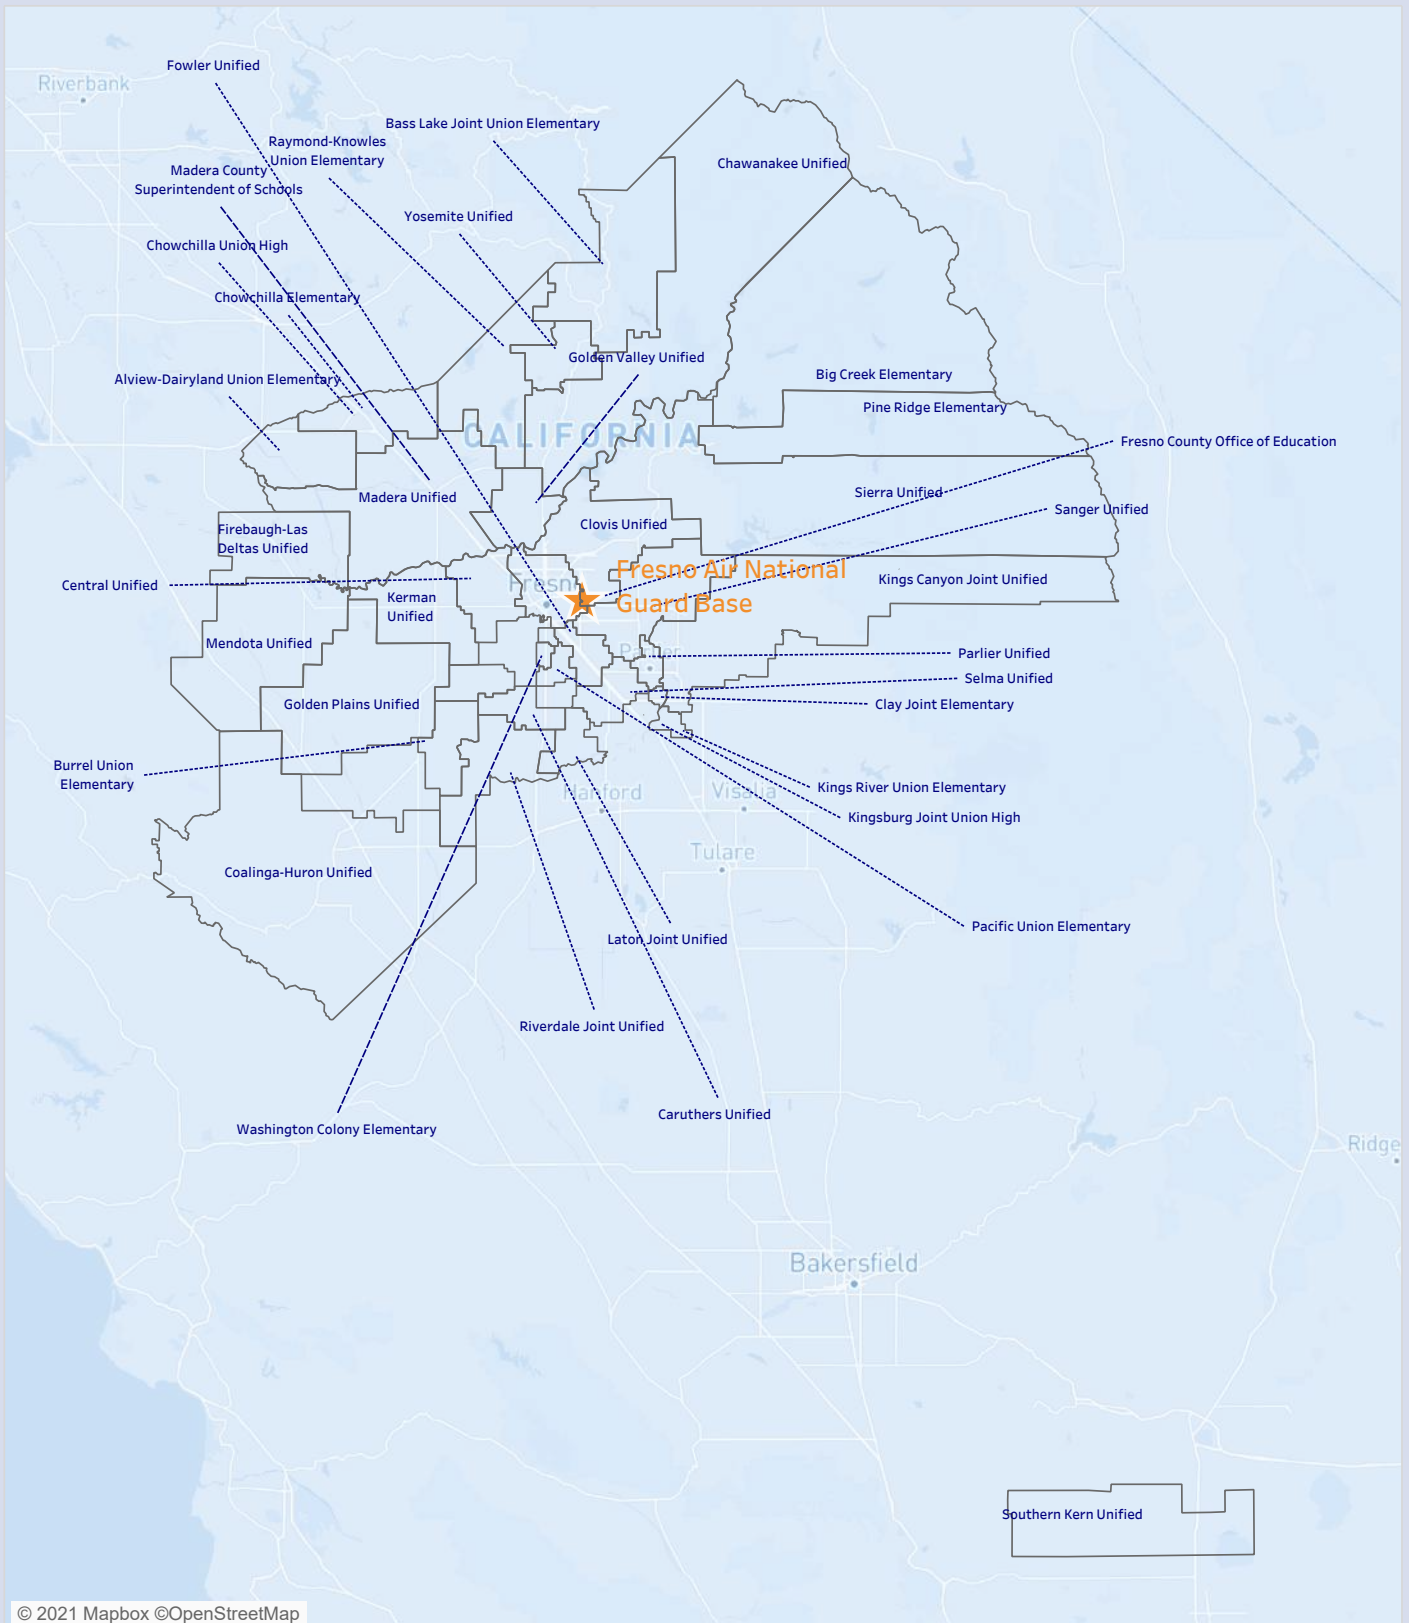 Fowler Unified
Riverbank
Bass Lake Joint Union Elementary
Raymond-Knowles
Union Elementary
Chawanakee Unified
Madera County
Superintendent of Schools
Yosemite Unified
Chowchilla Union High
Chowchilla Elementary
Golden Valley Unified
Alview-Dairyland Union Elementary
Big Creek Elementary
Pine Ridge Elementary
CALIFORNIA
Fresno County Office of Education
Madera Unified
Sierra Unified
Sanger Unified
Clovis Unified
Firebaugh-Las
Deltas Unified
Fresno Air National
Guard Base
Central Unified
Kings Canyon Joint Unified
Kerman
Unified
Mendota Unified
Parlier
Parlier Unified
Selma Unified
Golden Plains Unified
Clay Joint Elementary
Burrel Union
Elementary
Kings River Union Elementary
Hanford
Visalia
Kingsburg Joint Union High
Tulare
Coalinga-Huron Unified
Pacific Union Elementary
Laton Joint Unified
Riverdale Joint Unified
Caruthers Unified
Washington Colony Elementary
Ridge
Bakersfield
Southern Kern Unified
© 2021 Mapbox ©OpenStreetMap